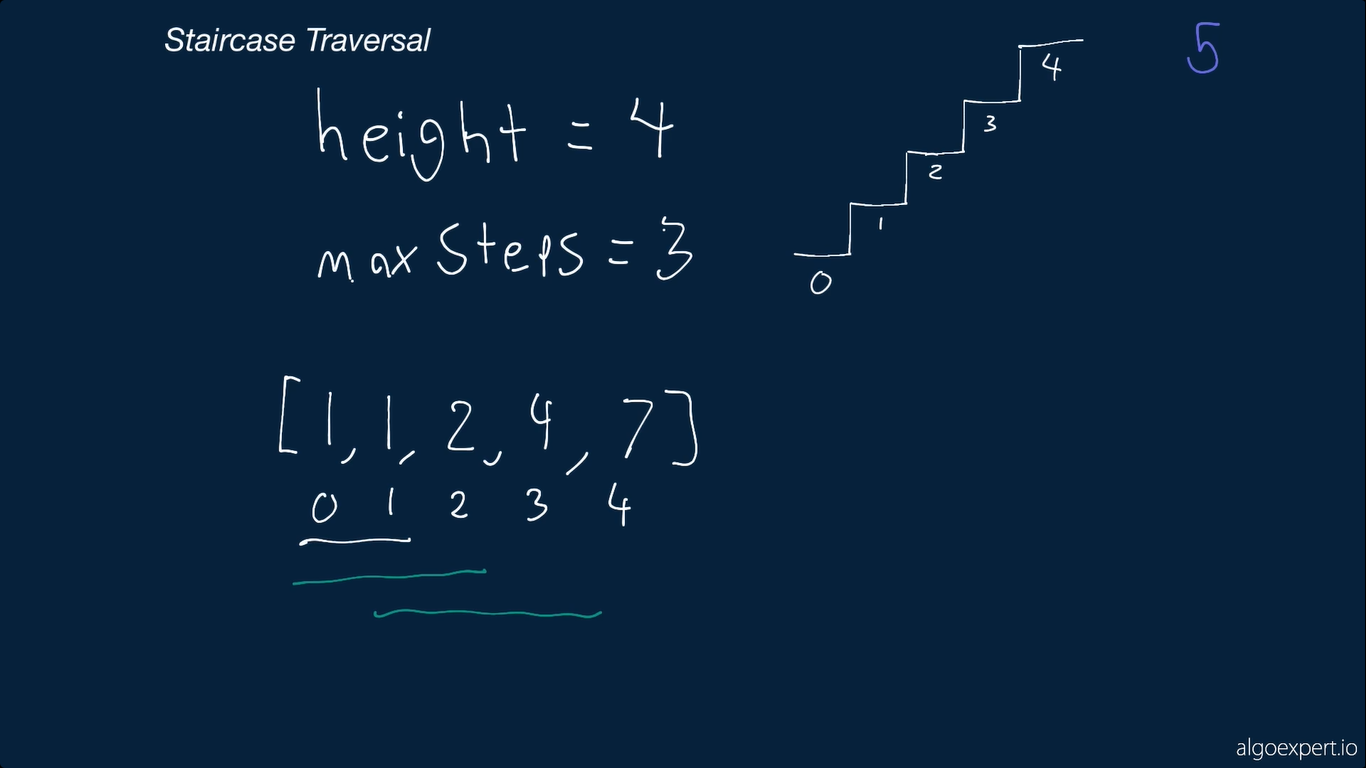 Staircase Traversal
5
height = 4
maxSteps = 3
4
3
2
1
0
[1, 1, 2, 4, 7]
0 1 2 3 4
algoexpert.io